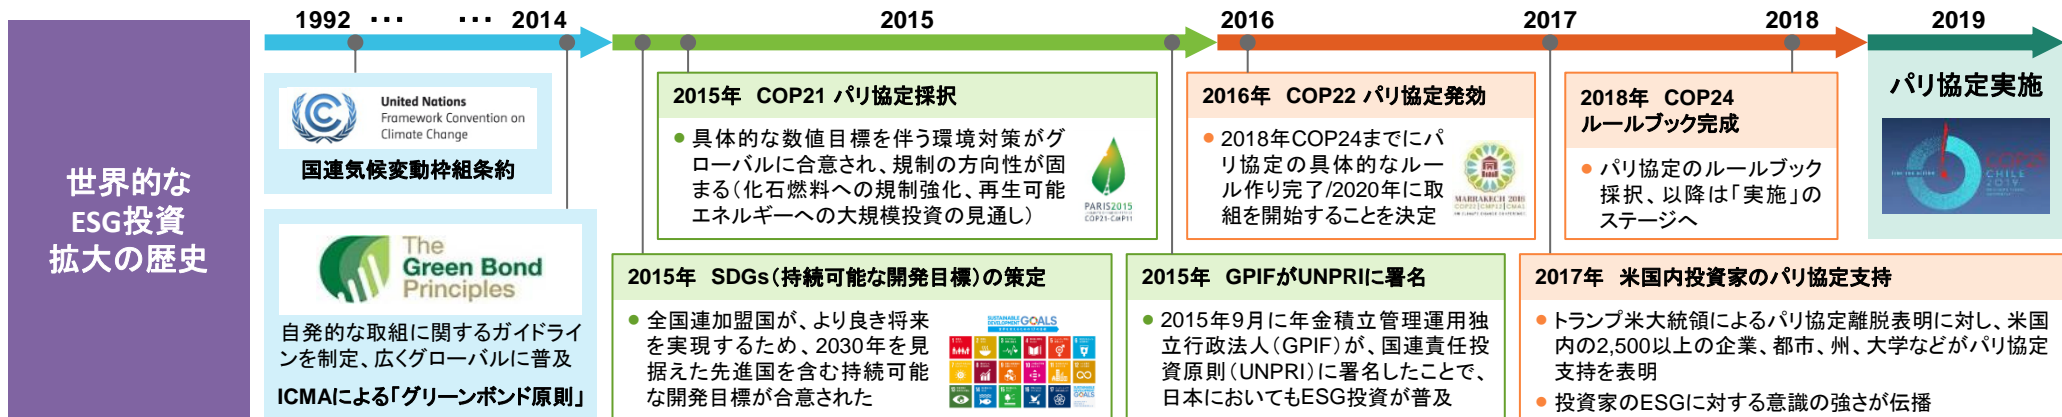 世界的な
ESG投資
拡大の歴史
1992 ・・・ ・・・ 2014
2015
2016
2017
2018
2019
United Nations
Framework Convention on
Climate Change
国連気候変動枠組条約
The
Green Bond
Principles
自発的な取組に関するガイドライ
ンを制定、広くグローバルに普及
ICMAによる「グリーンボンド原則」
2015年 COP21 パリ協定採択
● 具体的な数値目標を伴う環境対策がグ
ローバルに合意され、規制の方向性が固
まる（化石燃料への規制強化、再生可能
エネルギーへの大規模投資の見通し）
PARIS2015
COP21・CMP11
2015年 SDGs（持続可能な開発目標）の策定
● 全国連加盟国が、より良き将来
を実現するため、2030年を見
据えた先進国を含む持続可能
な開発目標が合意された
SUSTAINABLE
DEVELOPMENT GOALS
2015年 GPIFがUNPRIに署名
● 2015年9月に年金積立管理運用独
立行政法人（GPIF）が、国連責任投
資原則（UNPRI）に署名したことで、
日本においてもESG投資が普及
2016年 COP22 パリ協定発効
● 2018年COP24までにパ
リ協定の具体的なルー
ル作り完了/2020年に取
組を開始することを決定
MARRAKECH 2016
COP22|CMP12|CMA1
UN CLIMATE CHANGE CONFERENCE
2018年 COP24
ルールブック完成
● パリ協定のルールブック
採択、以降は「実施」の
ステージへ
2017年 米国内投資家のパリ協定支持
● トランプ米大統領によるパリ協定離脱表明に対し、米国
内の2,500以上の企業、都市、州、大学などがパリ協定
支持を表明
● 投資家のESGに対する意識の強さが伝播
パリ協定実施
COP25
CHILE
2019
TIME FOR ACTION